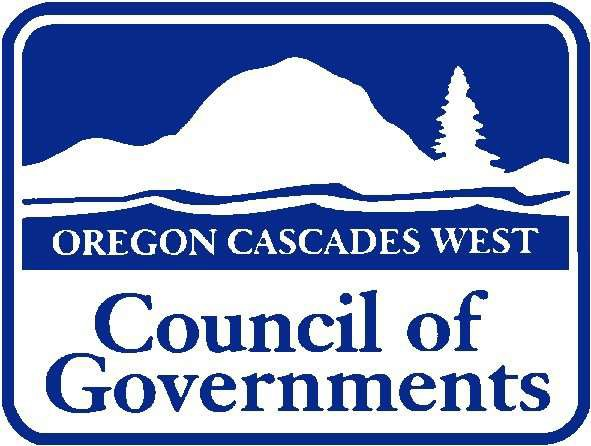 OREGON CASCADES WEST
Council of
Governments